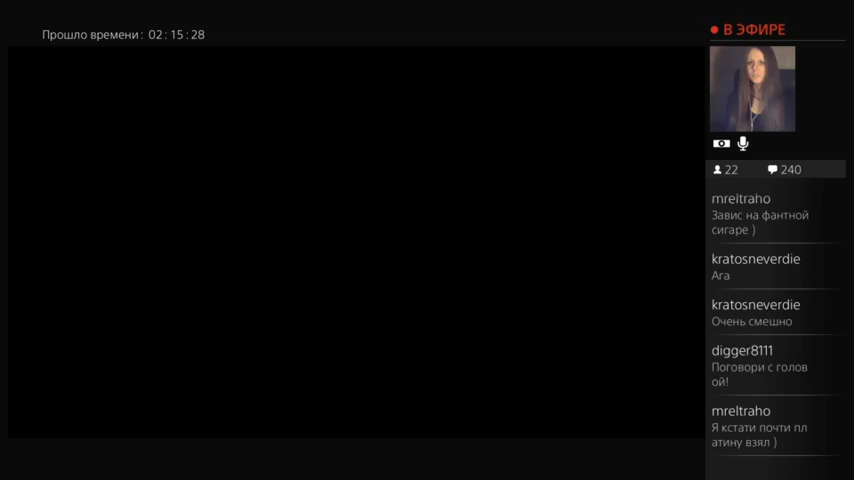 Прошло времени: 02: 15: 28
В ЭФИРЕ
22 240
mreltraho
Завис на фантной
сигаре )
kratosneverdie
Ага
kratosneverdie
Очень смешно
digger8111
Поговори с голов
ой!
mreltraho
Я кстати почти пл
атину взял )